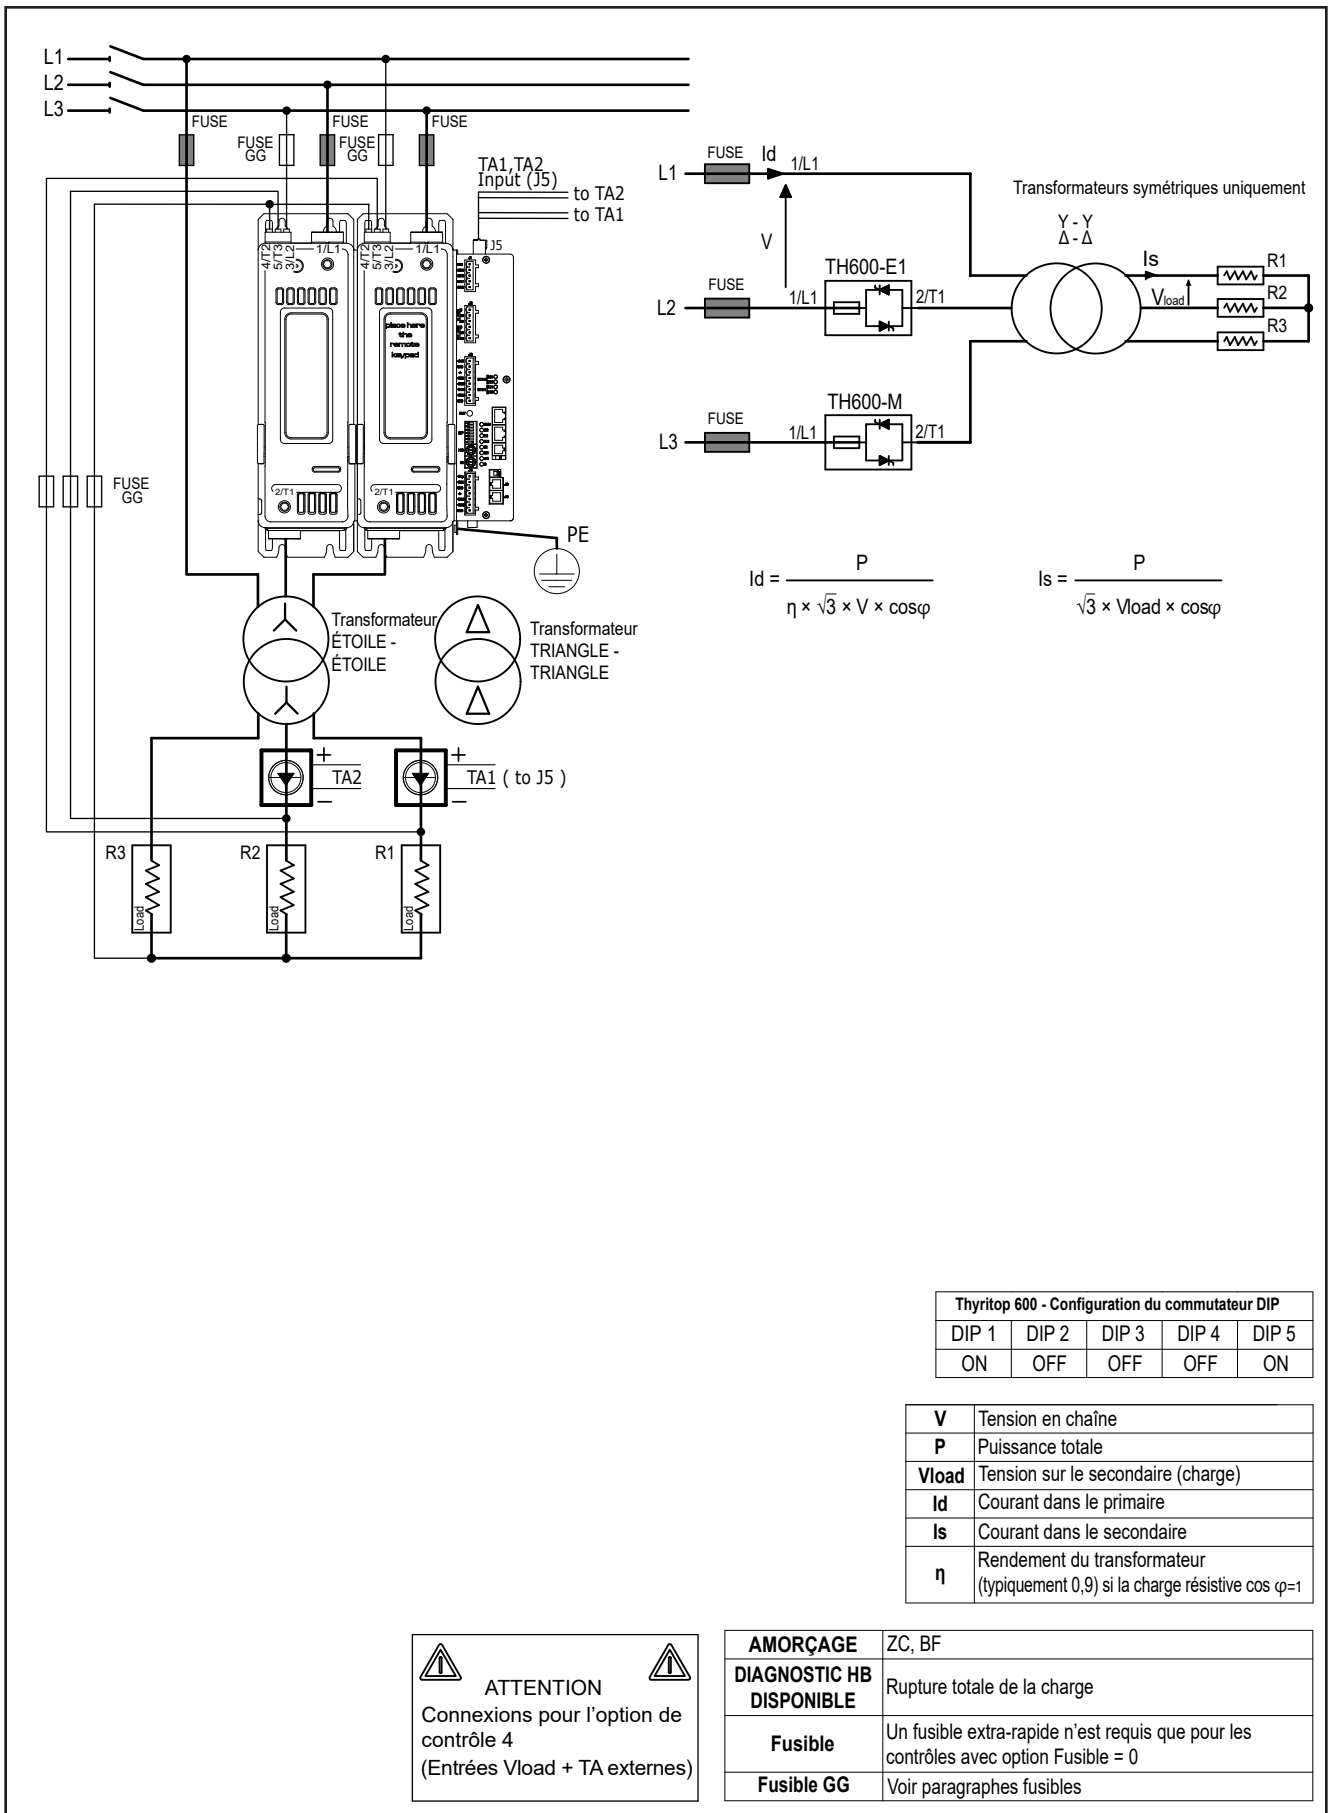 L1
L2
L3
FUSE
FUSE
GG
FUSE
FUSE
GG
FUSE
TA1,TA2
Input (J5)
to TA2
to TA1
J5
4/T2
5/T3
3/L2
1/L1
4/T2
5/T3
3/L2
1/L1
place here
the
remote
keypad
2/T1
2/T1
FUSE
GG
PE
Transformateur
ÉTOILE -
ÉTOILE
Transformateur
TRIANGLE -
TRIANGLE
+
TA2
−
+
TA1 ( to J5 )
−
R3
Load
R2
Load
R1
Load
L1
FUSE
Id
1/L1
V
L2
FUSE
1/L1
TH600-E1
2/T1
L3
FUSE
1/L1
TH600-M
2/T1
Transformateurs symétriques uniquement
Y - Y
Δ - Δ
Is
Vload
R1
R2
R3
Id = P / η × √3 × V × cosφ
Is = P / √3 × Vload × cosφ
Thyritop 600 - Configuration du commutateur DIP
DIP 1 DIP 2 DIP 3 DIP 4 DIP 5
ON OFF OFF OFF ON
V Tension en chaîne
P Puissance totale
Vload Tension sur le secondaire (charge)
Id Courant dans le primaire
Is Courant dans le secondaire
η Rendement du transformateur
(typiquement 0,9) si la charge résistive cos φ=1
ATTENTION
Connexions pour l’option de
contrôle 4
(Entrées Vload + TA externes)
AMORÇAGE ZC, BF
DIAGNOSTIC HB
DISPONIBLE Rupture totale de la charge
Fusible Un fusible extra-rapide n’est requis que pour les
contrôles avec option Fusible = 0
Fusible GG Voir paragraphes fusibles